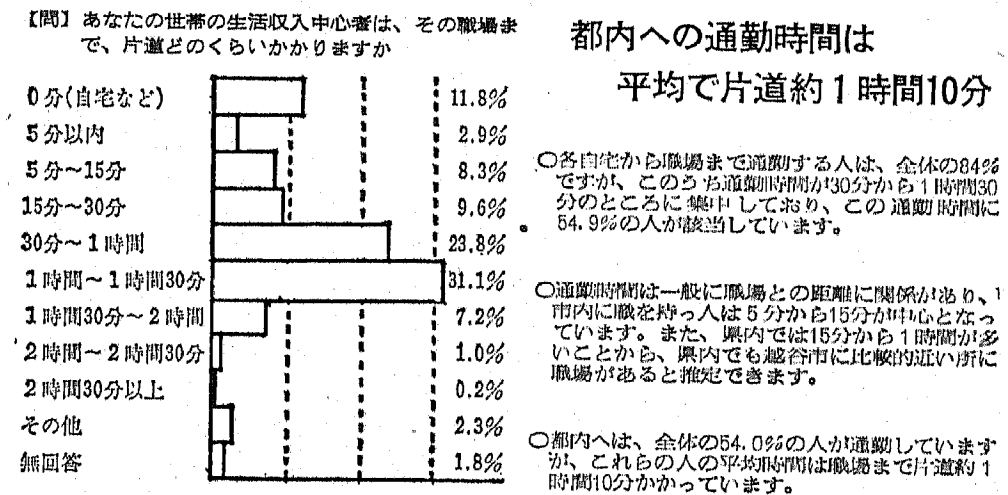 【問】あなたの世帯の生活収入中心者は、その職場ま
で、片道どのくらいかかりますか
0分(自宅など) 11.8%
5分以内 2.9%
5分〜15分 8.3%
15分〜30分 9.6%
30分〜1時間 23.8%
1時間〜1時間30分 31.1%
1時間30分〜2時間 7.2%
2時間〜2時間30分 1.0%
2時間30分以上 0.2%
その他 2.3%
無回答 1.8%
都内への通勤時間は
平均で片道約1時間10分
○各自宅から職場まで通勤する人は、全体の84%
ですが、このうち通勤時間が30分から1時間30
分のところに集中しており、この通勤時間に
54.9%の人が該当しています。
○通勤時間は一般に職場との距離に関係があり、
市内に職を持つ人は5分から15分が中心となっ
ています。また、県内では15分から1時間が多
いことから、県内でも越谷市に比較的近い所に
職場があると推定できます。
○都内へは、全体の54.0%の人が通勤しています
が、これらの人の平均時間は職場まで片道約1
時間10分かかっています。